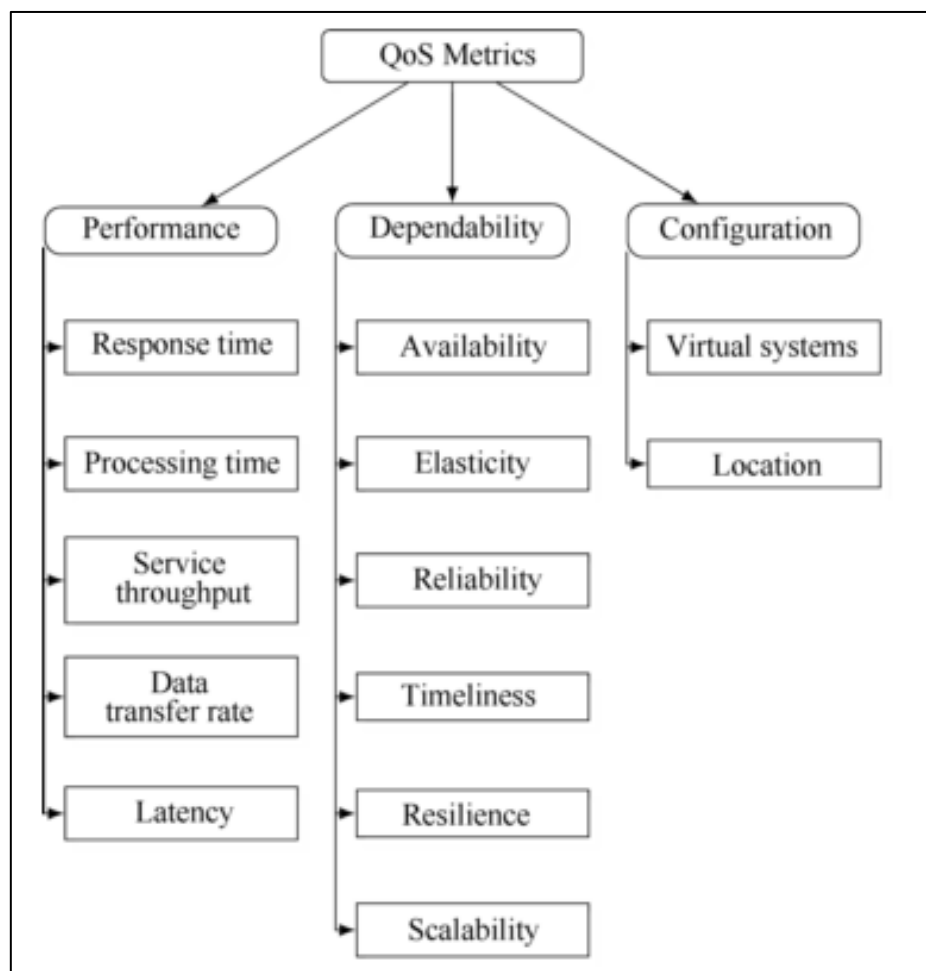 QoS Metrics
Performance
Dependability
Configuration
Response time
Availability
Virtual systems
Processing time
Elasticity
Location
Service
throughput
Reliability
Data
transfer rate
Timeliness
Latency
Resilience
Scalability